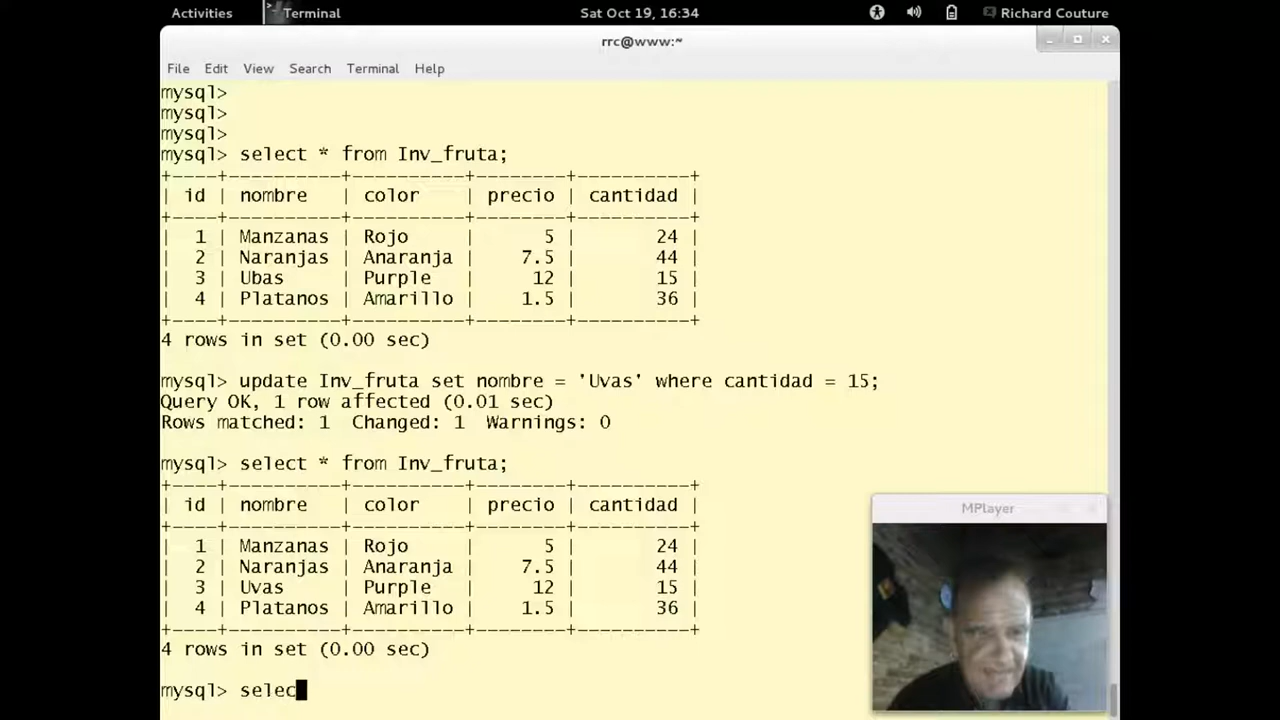 Activities Terminal Sat Oct 19, 16:34 Richard Couture
rrc@www:~
File Edit View Search Terminal Help
mysql>
mysql>
mysql>
mysql> select * from Inv_fruta;
+----+----------+----------+--------+----------+
| id | nombre | color | precio | cantidad |
+----+----------+----------+--------+----------+
| 1 | Manzanas | Rojo | 5 | 24 |
| 2 | Naranjas | Anaranja | 7.5 | 44 |
| 3 | Ubas | Purple | 12 | 15 |
| 4 | Platanos | Amarillo | 1.5 | 36 |
+----+----------+----------+--------+----------+
4 rows in set (0.00 sec)
mysql> update Inv_fruta set nombre = 'Uvas' where cantidad = 15;
Query OK, 1 row affected (0.01 sec)
Rows matched: 1 Changed: 1 Warnings: 0
mysql> select * from Inv_fruta;
+----+----------+----------+--------+----------+
| id | nombre | color | precio | cantidad |
+----+----------+----------+--------+----------+
| 1 | Manzanas | Rojo | 5 | 24 |
| 2 | Naranjas | Anaranja | 7.5 | 44 |
| 3 | Uvas | Purple | 12 | 15 |
| 4 | Platanos | Amarillo | 1.5 | 36 |
+----+----------+----------+--------+----------+
4 rows in set (0.00 sec)
mysql> selec
MPlayer